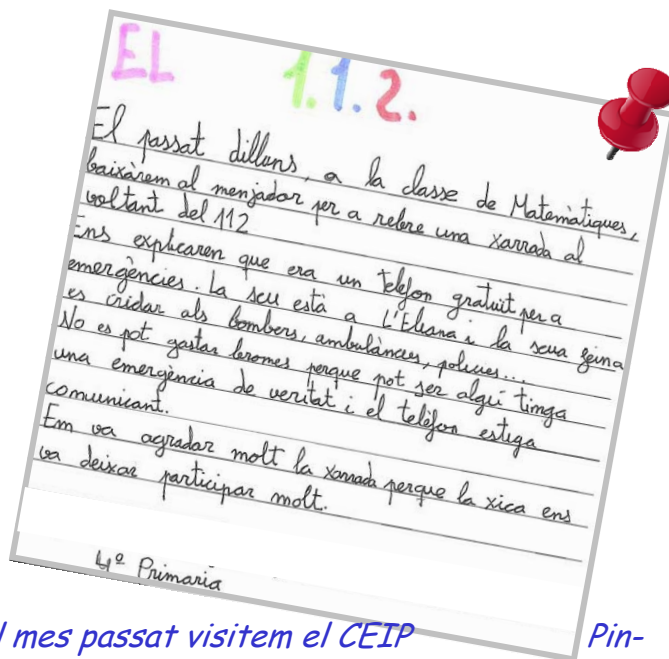 EL 1.1.2.
El passat dilluns, a la classe de Matemàtiques,
baixàrem al menjador per a rebre una xarrada al
voltant del 112
Ens explicaren que era un telèfon gratuït per a
emergències. La seu està a L'Eliana i la seua feina
es cridar als bombers, ambulàncies, policies...
No es pot gastar bromes perque pot ser algú tinga
una emergència de veritat i el telèfon estiga
comunicant.
Em va agradar molt la xarrada perque la xica ens
va deixar participar molt.
4º Primaria
l mes passat visitem el CEIP Pin-